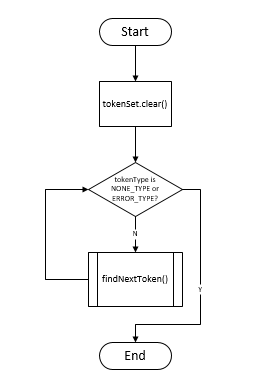 Start
tokenSet.clear()
tokenType is
NONE_TYPE or
ERROR_TYPE?
N
findNextToken()
Y
End